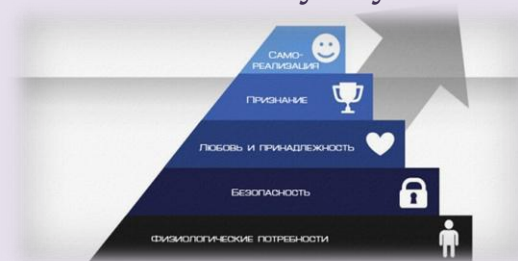 Само-
реализация
Признание
Любовь и принадлежность
Безопасность
Физиологические потребности